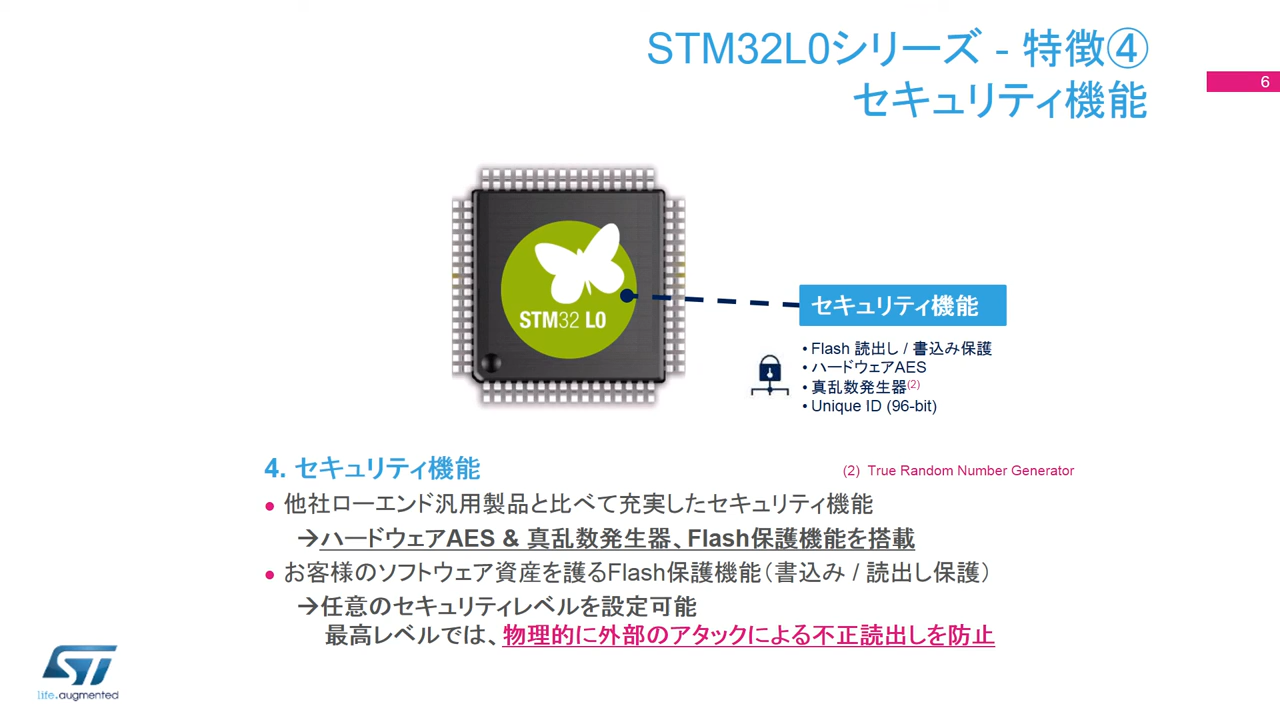 STM32L0シリーズ - 特徴④
セキュリティ機能
6
STM32 L0
セキュリティ機能
• Flash 読出し / 書込み保護
• ハードウェアAES
• 真乱数発生器(2)
• Unique ID (96-bit)
4. セキュリティ機能
(2) True Random Number Generator
• 他社ローエンド汎用製品と比べて充実したセキュリティ機能
→ハードウェアAES & 真乱数発生器、Flash保護機能を搭載
• お客様のソフトウェア資産を護るFlash保護機能（書込み / 読出し保護）
→任意のセキュリティレベルを設定可能
最高レベルでは、物理的に外部のアタックによる不正読出しを防止
ST
life.augmented